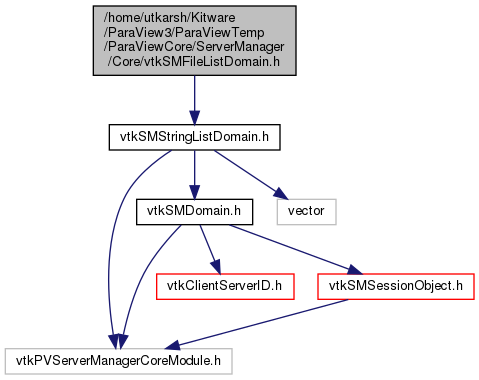 /home/utkarsh/Kitware
/ParaView3/ParaViewTemp
/ParaViewCore/ServerManager
/Core/vtkSMFileListDomain.h
vtkSMStringListDomain.h
vtkSMDomain.h
vector
vtkClientServerID.h
vtkSMSessionObject.h
vtkPVServerManagerCoreModule.h